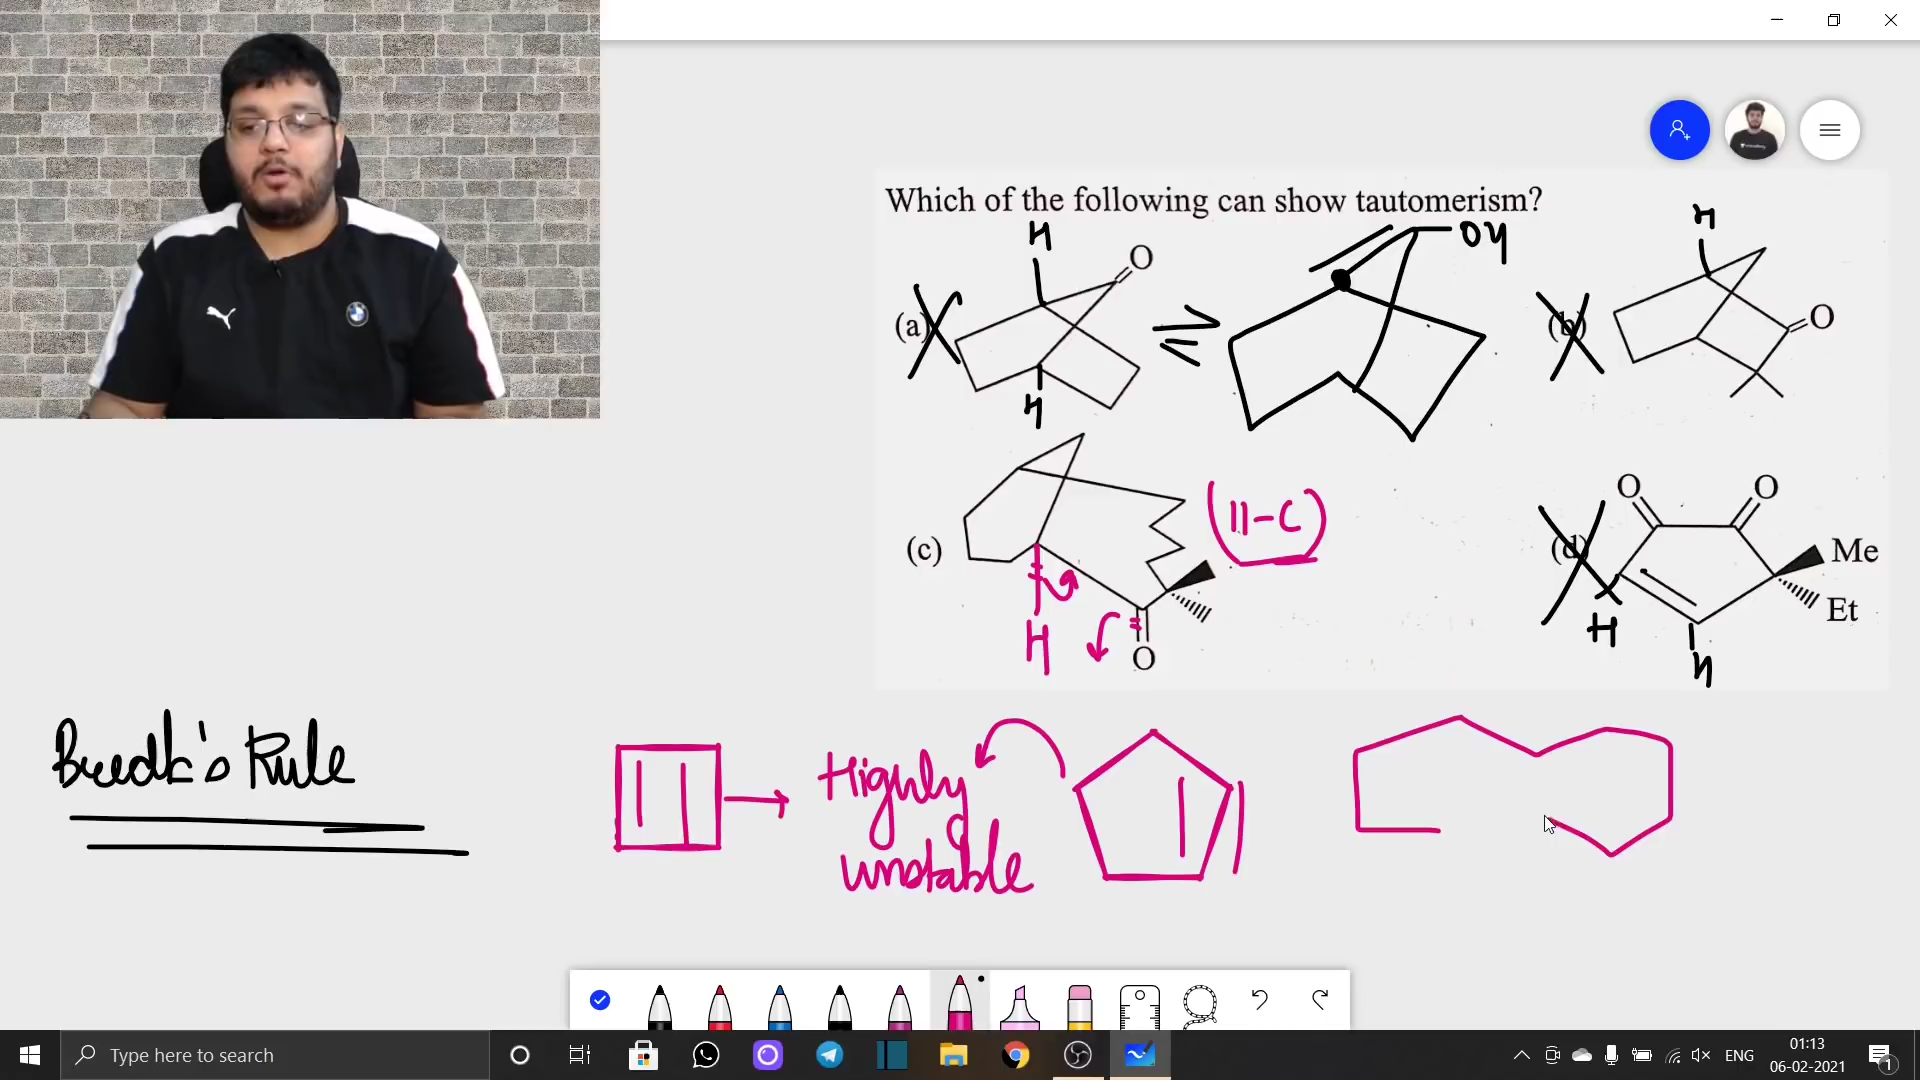 Which of the following can show tautomerism?
H
O
(a)
H
OH
H
(b)
O
(c)
(11-C)
H
O
O
O
(d)
Me
Et
H
H
Bredt's Rule
Highly
unstable
Type here to search
ENG
01:13
06-02-2021
1